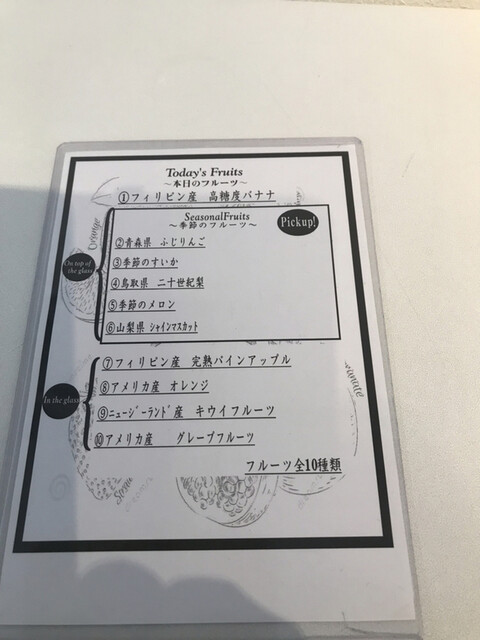 Today's Fruits
～本日のフルーツ～
①フィリピン産 高糖度バナナ
SeasonalFruits
～季節のフルーツ～
Pickup!
②青森県 ふじりんご
③季節のすいか
④鳥取県 二十世紀梨
⑤季節のメロン
⑥山梨県 シャインマスカット
On top of
the glass
⑦フィリピン産 完熟パインアップル
⑧アメリカ産 オレンジ
⑨ニュージーランド産 キウイフルーツ
⑩アメリカ産 グレープフルーツ
In the glass
フルーツ全10種類
Orange